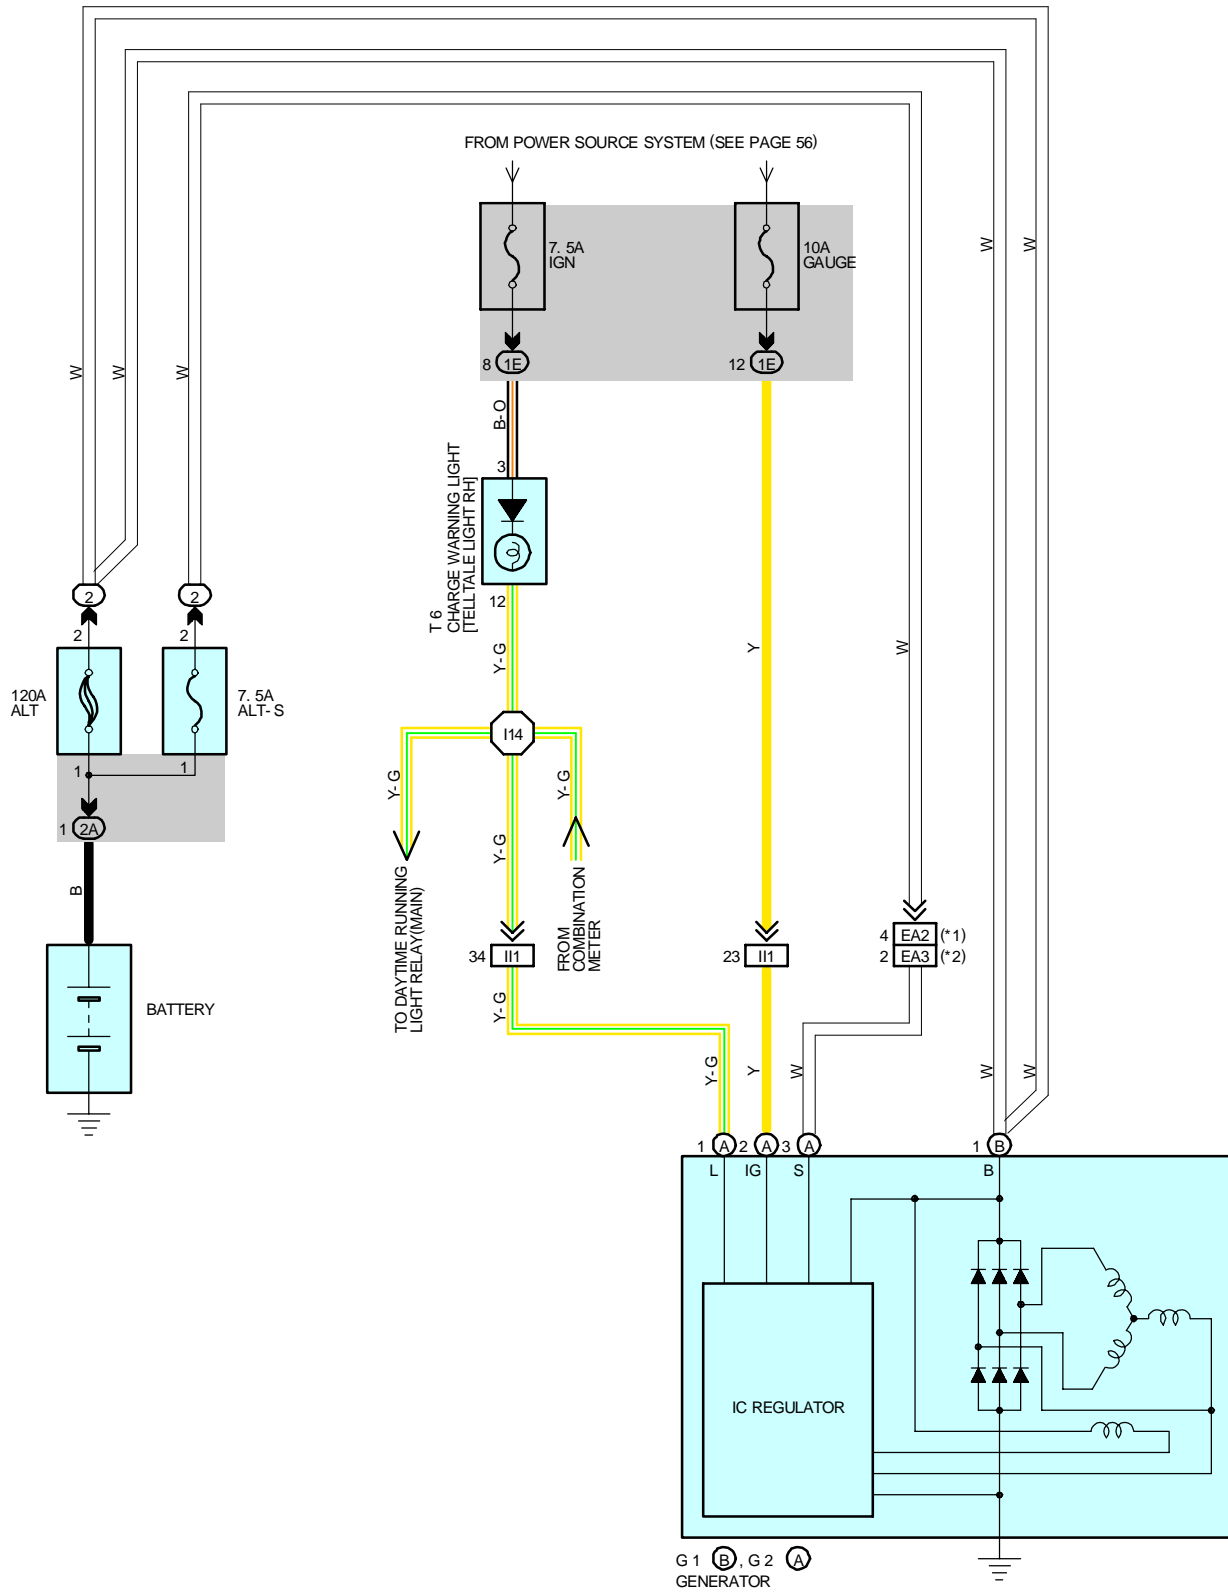 FROM POWER SOURCE SYSTEM (SEE PAGE 56)
W
W
7. 5A
IGN
10A
GAUGE
8
1E
12
1E
W
W
W
B- O
3
T 6
CHARGE WARNING LIGHT
[TELLTALE LIGHT RH]
12
2
2
2
2
Y- G
Y
W
120A
ALT
7. 5A
ALT- S
I14
1
1
Y- G
Y- G
Y- G
1
2A
B
TO DAYTIME RUNNING
LIGHT RELAY(MAIN)
FROM
COMBINATION
METER
34
II1
23
II1
4
EA2
(*1)
2
EA3
(*2)
BATTERY
Y- G
Y- G
Y
W
W
W
1
A
2
A
3
A
1
B
L
IG
S
B
IC REGULATOR
G 1 B , G 2 A
GENERATOR